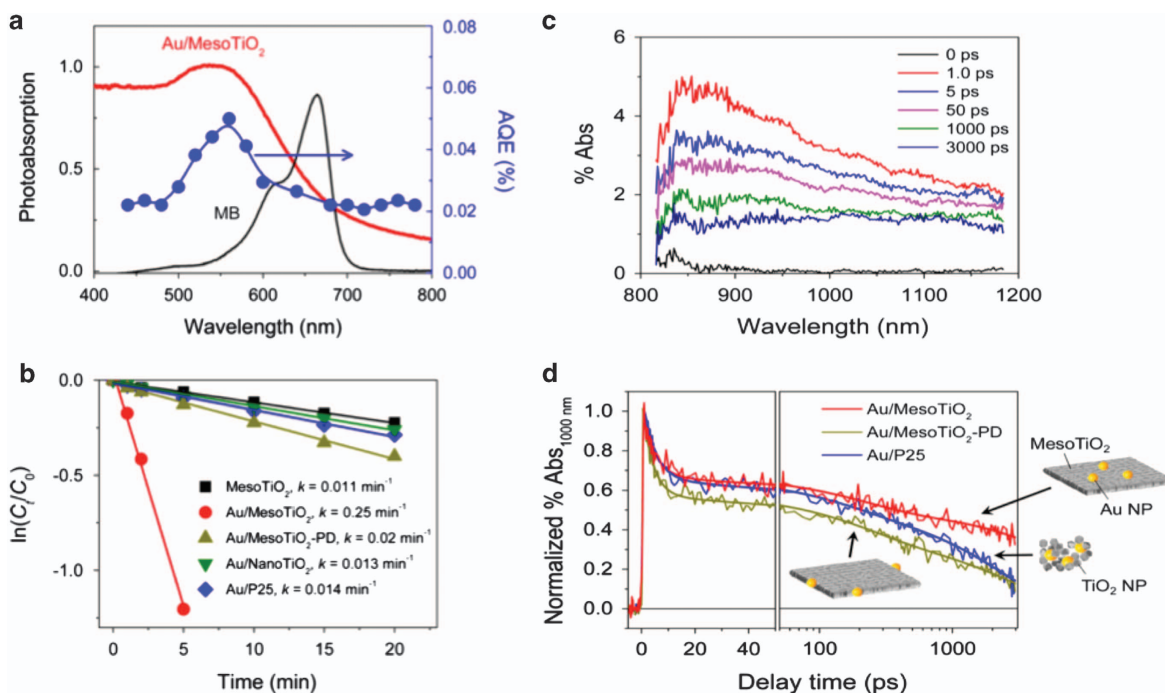 a
Au/MesoTiO2
MB
Photoabsorption
1.0
0.5
0.0
AQE (%)
0.08
0.06
0.04
0.02
0.00
400 500 600 700 800
Wavelength (nm)
c
0 ps
1.0 ps
5 ps
50 ps
1000 ps
3000 ps
% Abs
6
4
2
0
800 900 1000 1100 1200
Wavelength (nm)
b
ln(Ct/C0)
0.0
-0.5
-1.0
MesoTiO2, k = 0.011 min-1
Au/MesoTiO2, k = 0.25 min-1
Au/MesoTiO2-PD, k = 0.02 min-1
Au/NanoTiO2, k = 0.013 min-1
Au/P25, k = 0.014 min-1
0 5 10 15 20
Time (min)
d
Normalized % Abs1000 nm
1.0
0.8
0.6
0.4
0.2
0.0
Au/MesoTiO2
Au/MesoTiO2-PD
Au/P25
MesoTiO2
Au NP
TiO2 NP
0 20 40 100 1000
Delay time (ps)